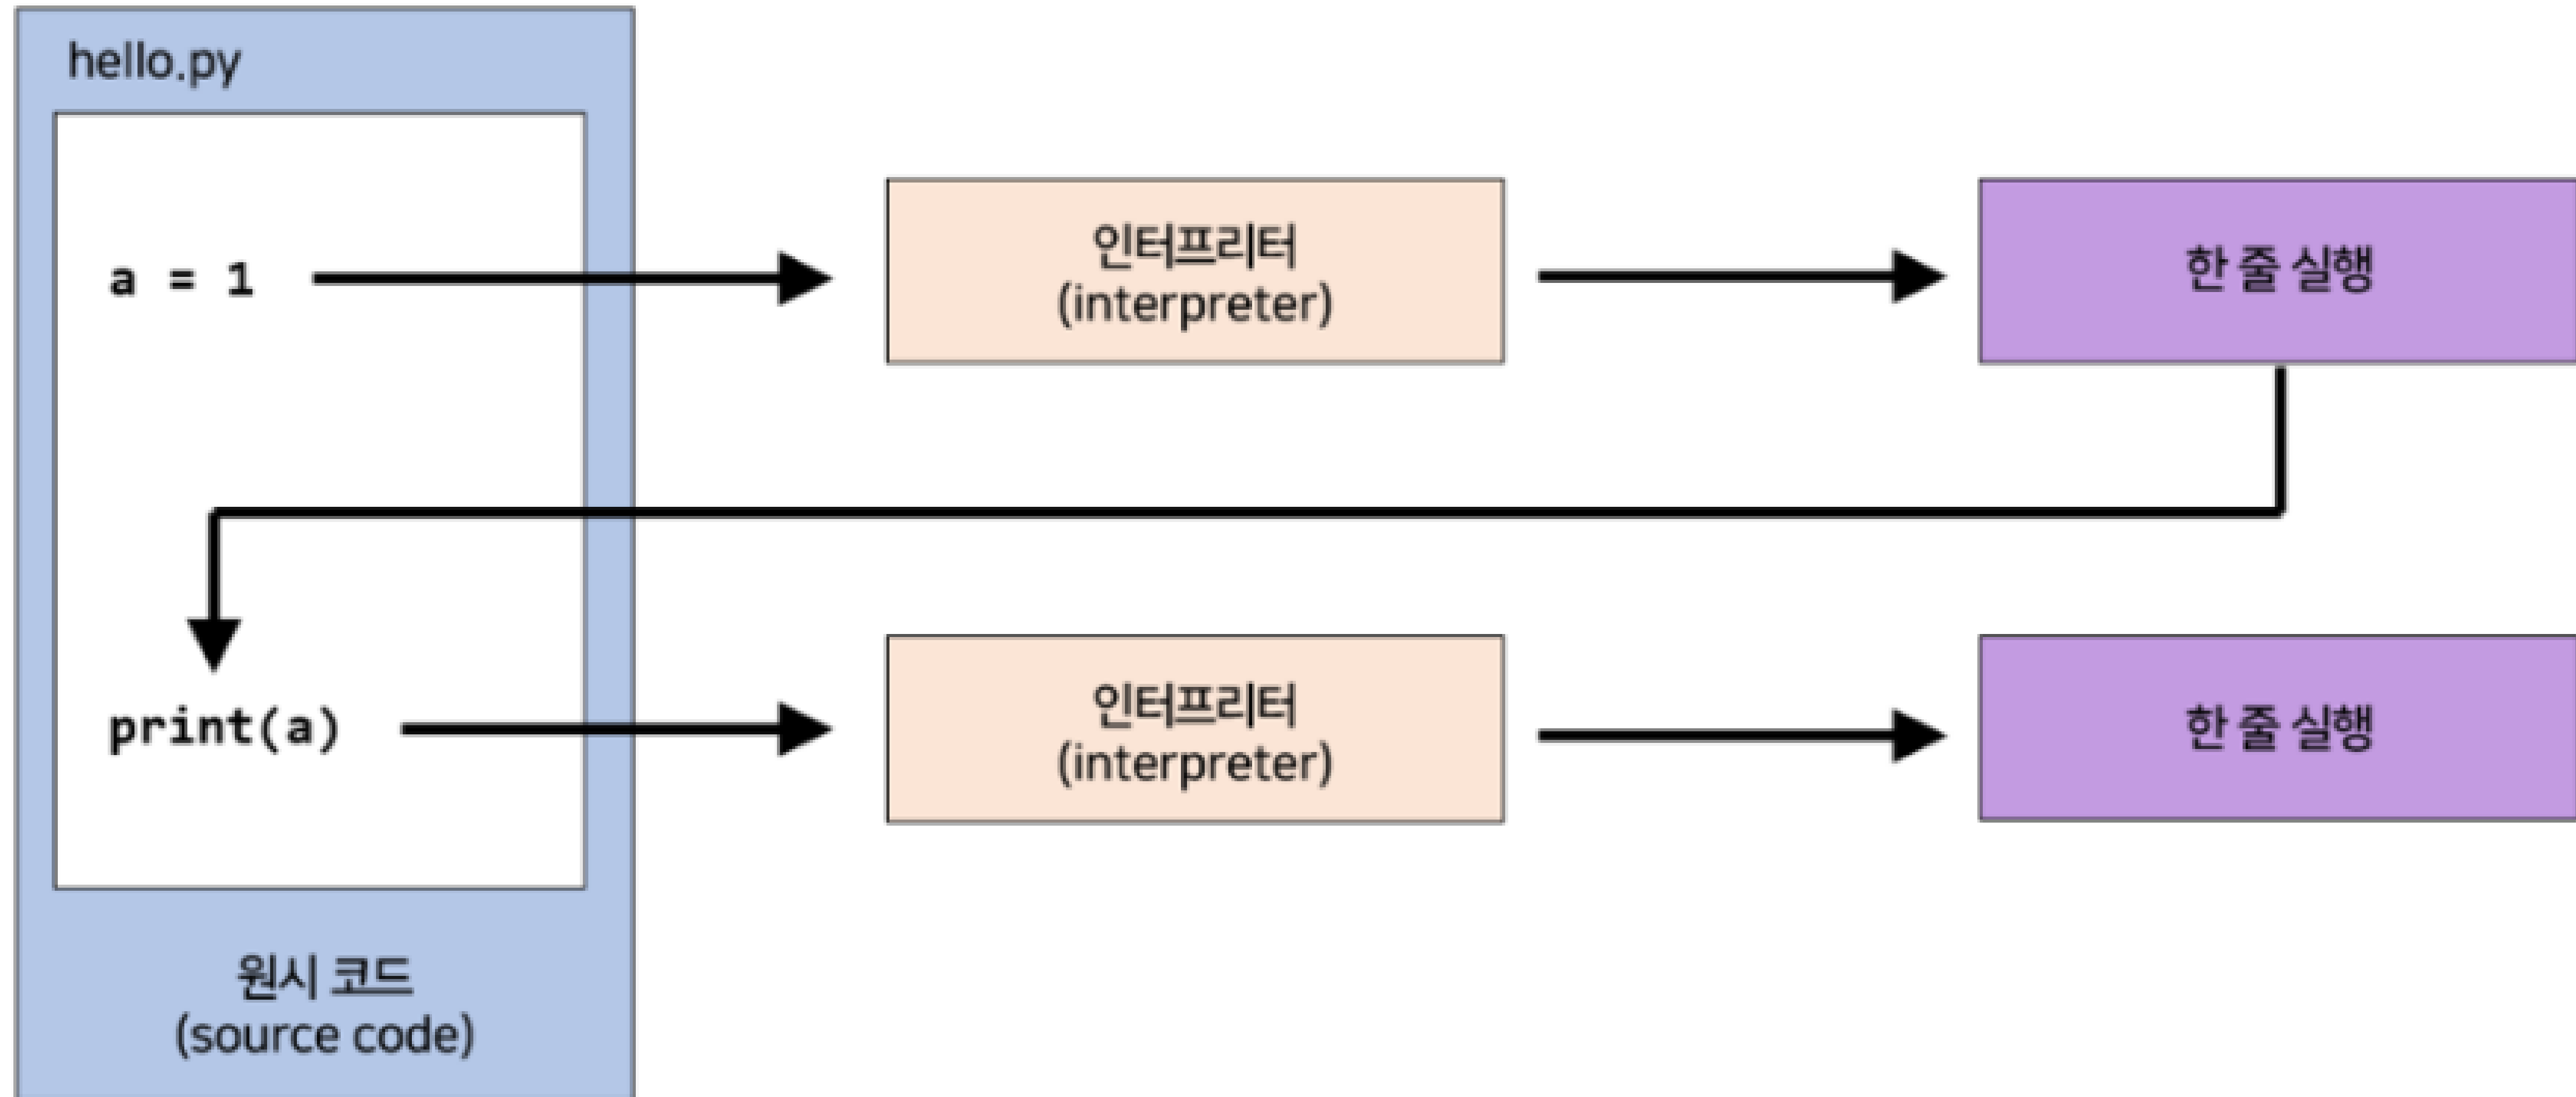 hello.py
a = 1
인터프리터
(interpreter)
한 줄 실행
print(a)
인터프리터
(interpreter)
한 줄 실행
원시 코드
(source code)